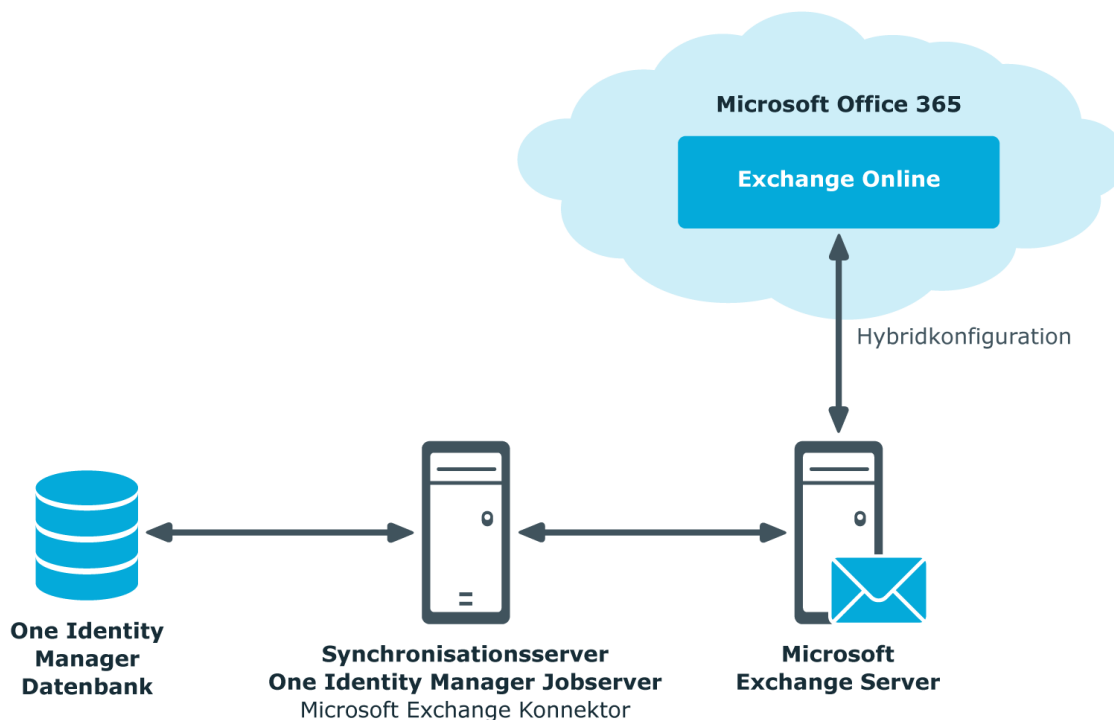 Microsoft Office 365
Exchange Online
Hybridkonfiguration
One Identity
Manager
Datenbank
Synchronisationsserver
One Identity Manager Jobserver
Microsoft Exchange Konnektor
Microsoft
Exchange Server